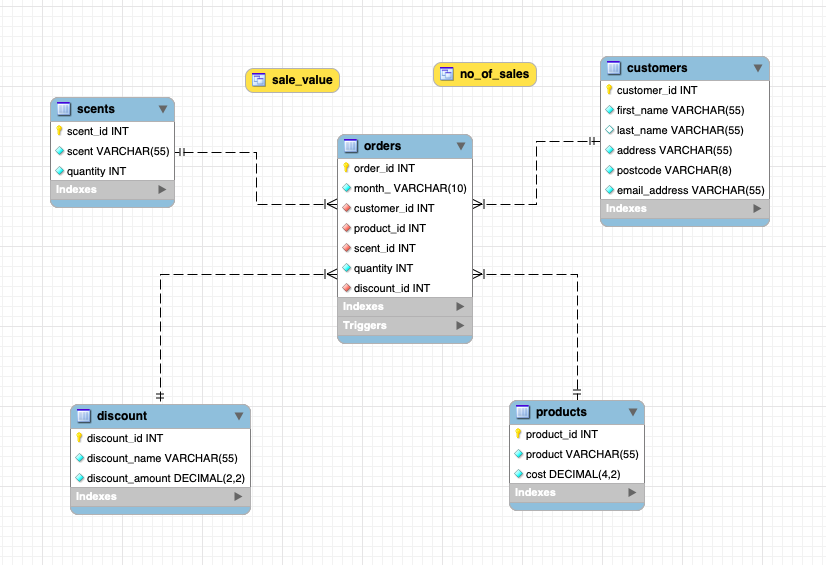 sale_value
no_of_sales
scents
scent_id INT
scent VARCHAR(55)
quantity INT
Indexes
orders
order_id INT
month_ VARCHAR(10)
customer_id INT
product_id INT
scent_id INT
quantity INT
discount_id INT
Indexes
Triggers
customers
customer_id INT
first_name VARCHAR(55)
last_name VARCHAR(55)
address VARCHAR(55)
postcode VARCHAR(8)
email_address VARCHAR(55)
Indexes
discount
discount_id INT
discount_name VARCHAR(55)
discount_amount DECIMAL(2,2)
Indexes
products
product_id INT
product VARCHAR(55)
cost DECIMAL(4,2)
Indexes